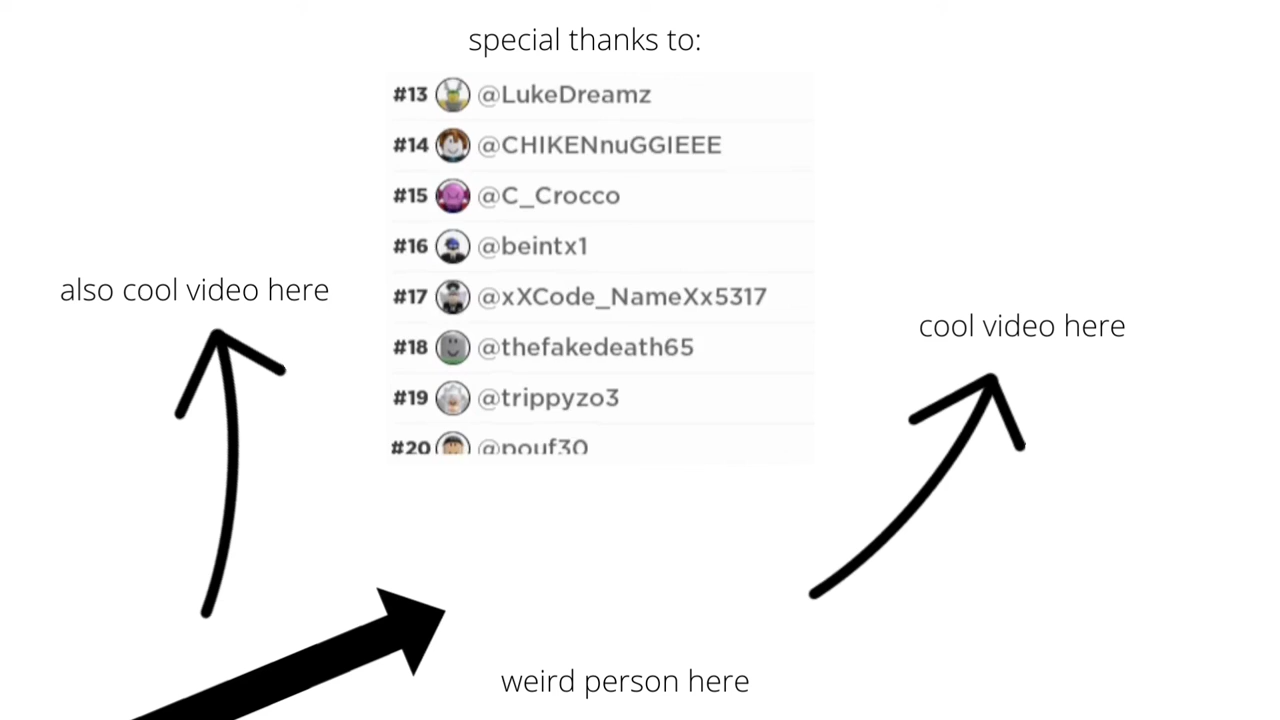 special thanks to:
#13 @LukeDreamz
#14 @CHIKENnuGGIEEE
#15 @C_Crocco
#16 @beintx1
also cool video here
#17 @xXCode_NameXx5317
cool video here
#18 @thefakedeath65
#19 @trippyzo3
#20 @pouf30
weird person here